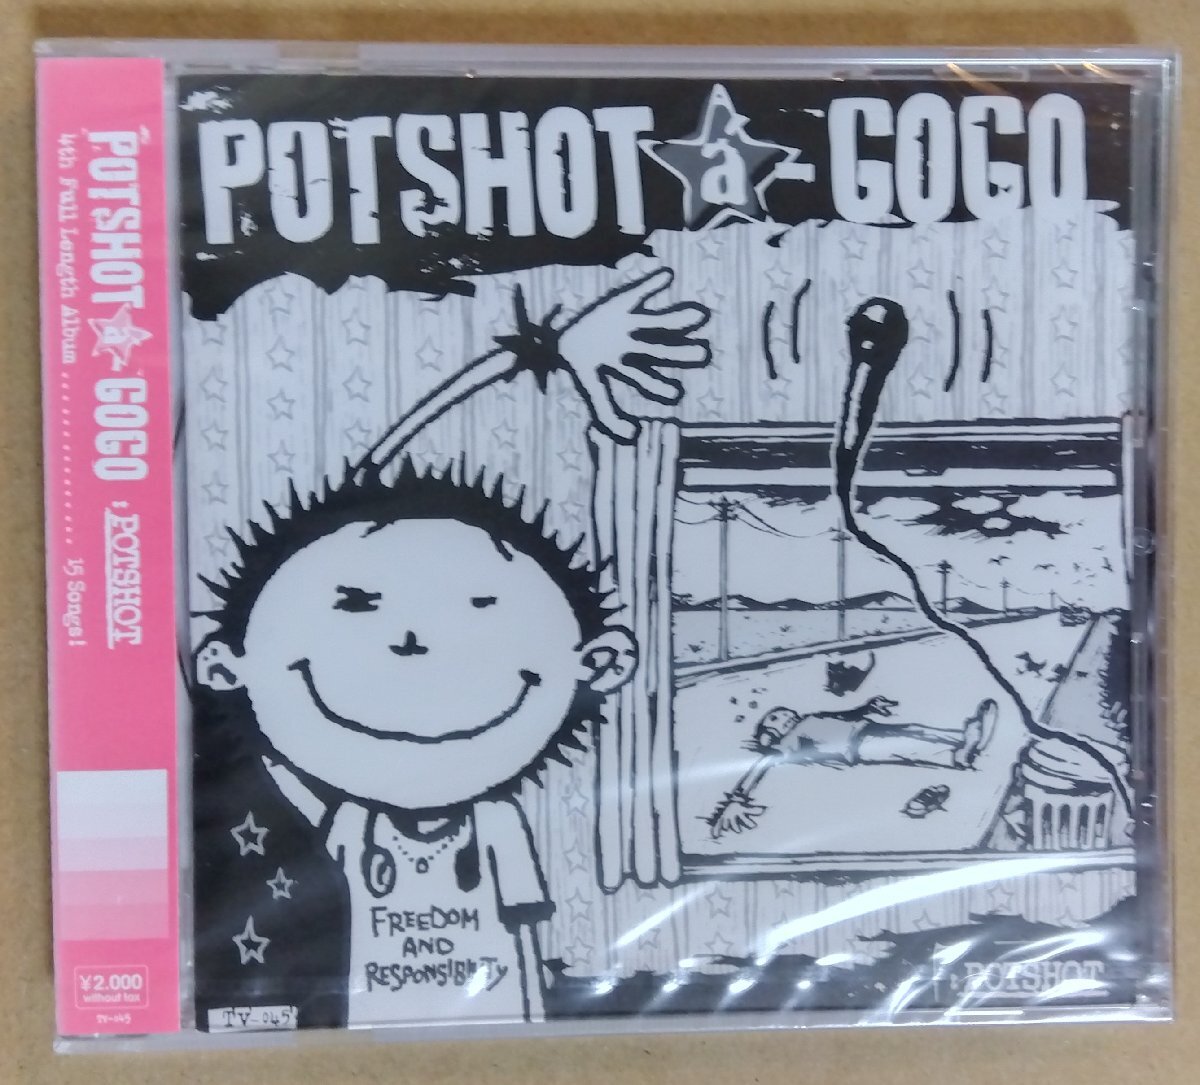 POTSHOT a-GOGO : POTSHOT
4th Full Length Album ................ 15 Songs!
¥2.000
without tax
TV-045
POTSHOT a-GOGO
FREEDOM
AND
RESPONSIBILITY
TV-045
: POTSHOT